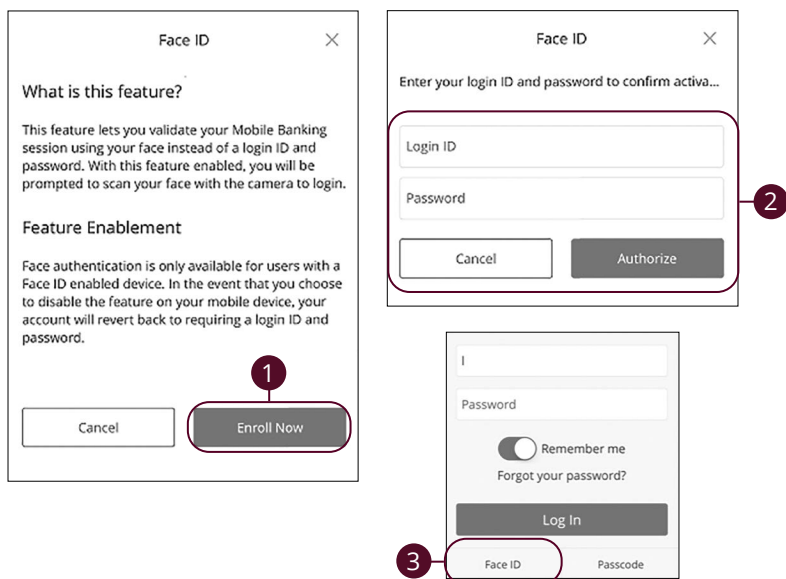 Face ID
What is this feature?
This feature lets you validate your Mobile Banking
session using your face instead of a login ID and
password. With this feature enabled, you will be
prompted to scan your face with the camera to login.
Feature Enablement
Face authentication is only available for users with a
Face ID enabled device. In the event that you choose
to disable the feature on your mobile device, your
account will revert back to requiring a login ID and
password.
1
Cancel
Enroll Now
Face ID
Enter your login ID and password to confirm activa...
Login ID
Password
2
Cancel
Authorize
I
Password
Remember me
Forgot your password?
Log In
3
Face ID
Passcode